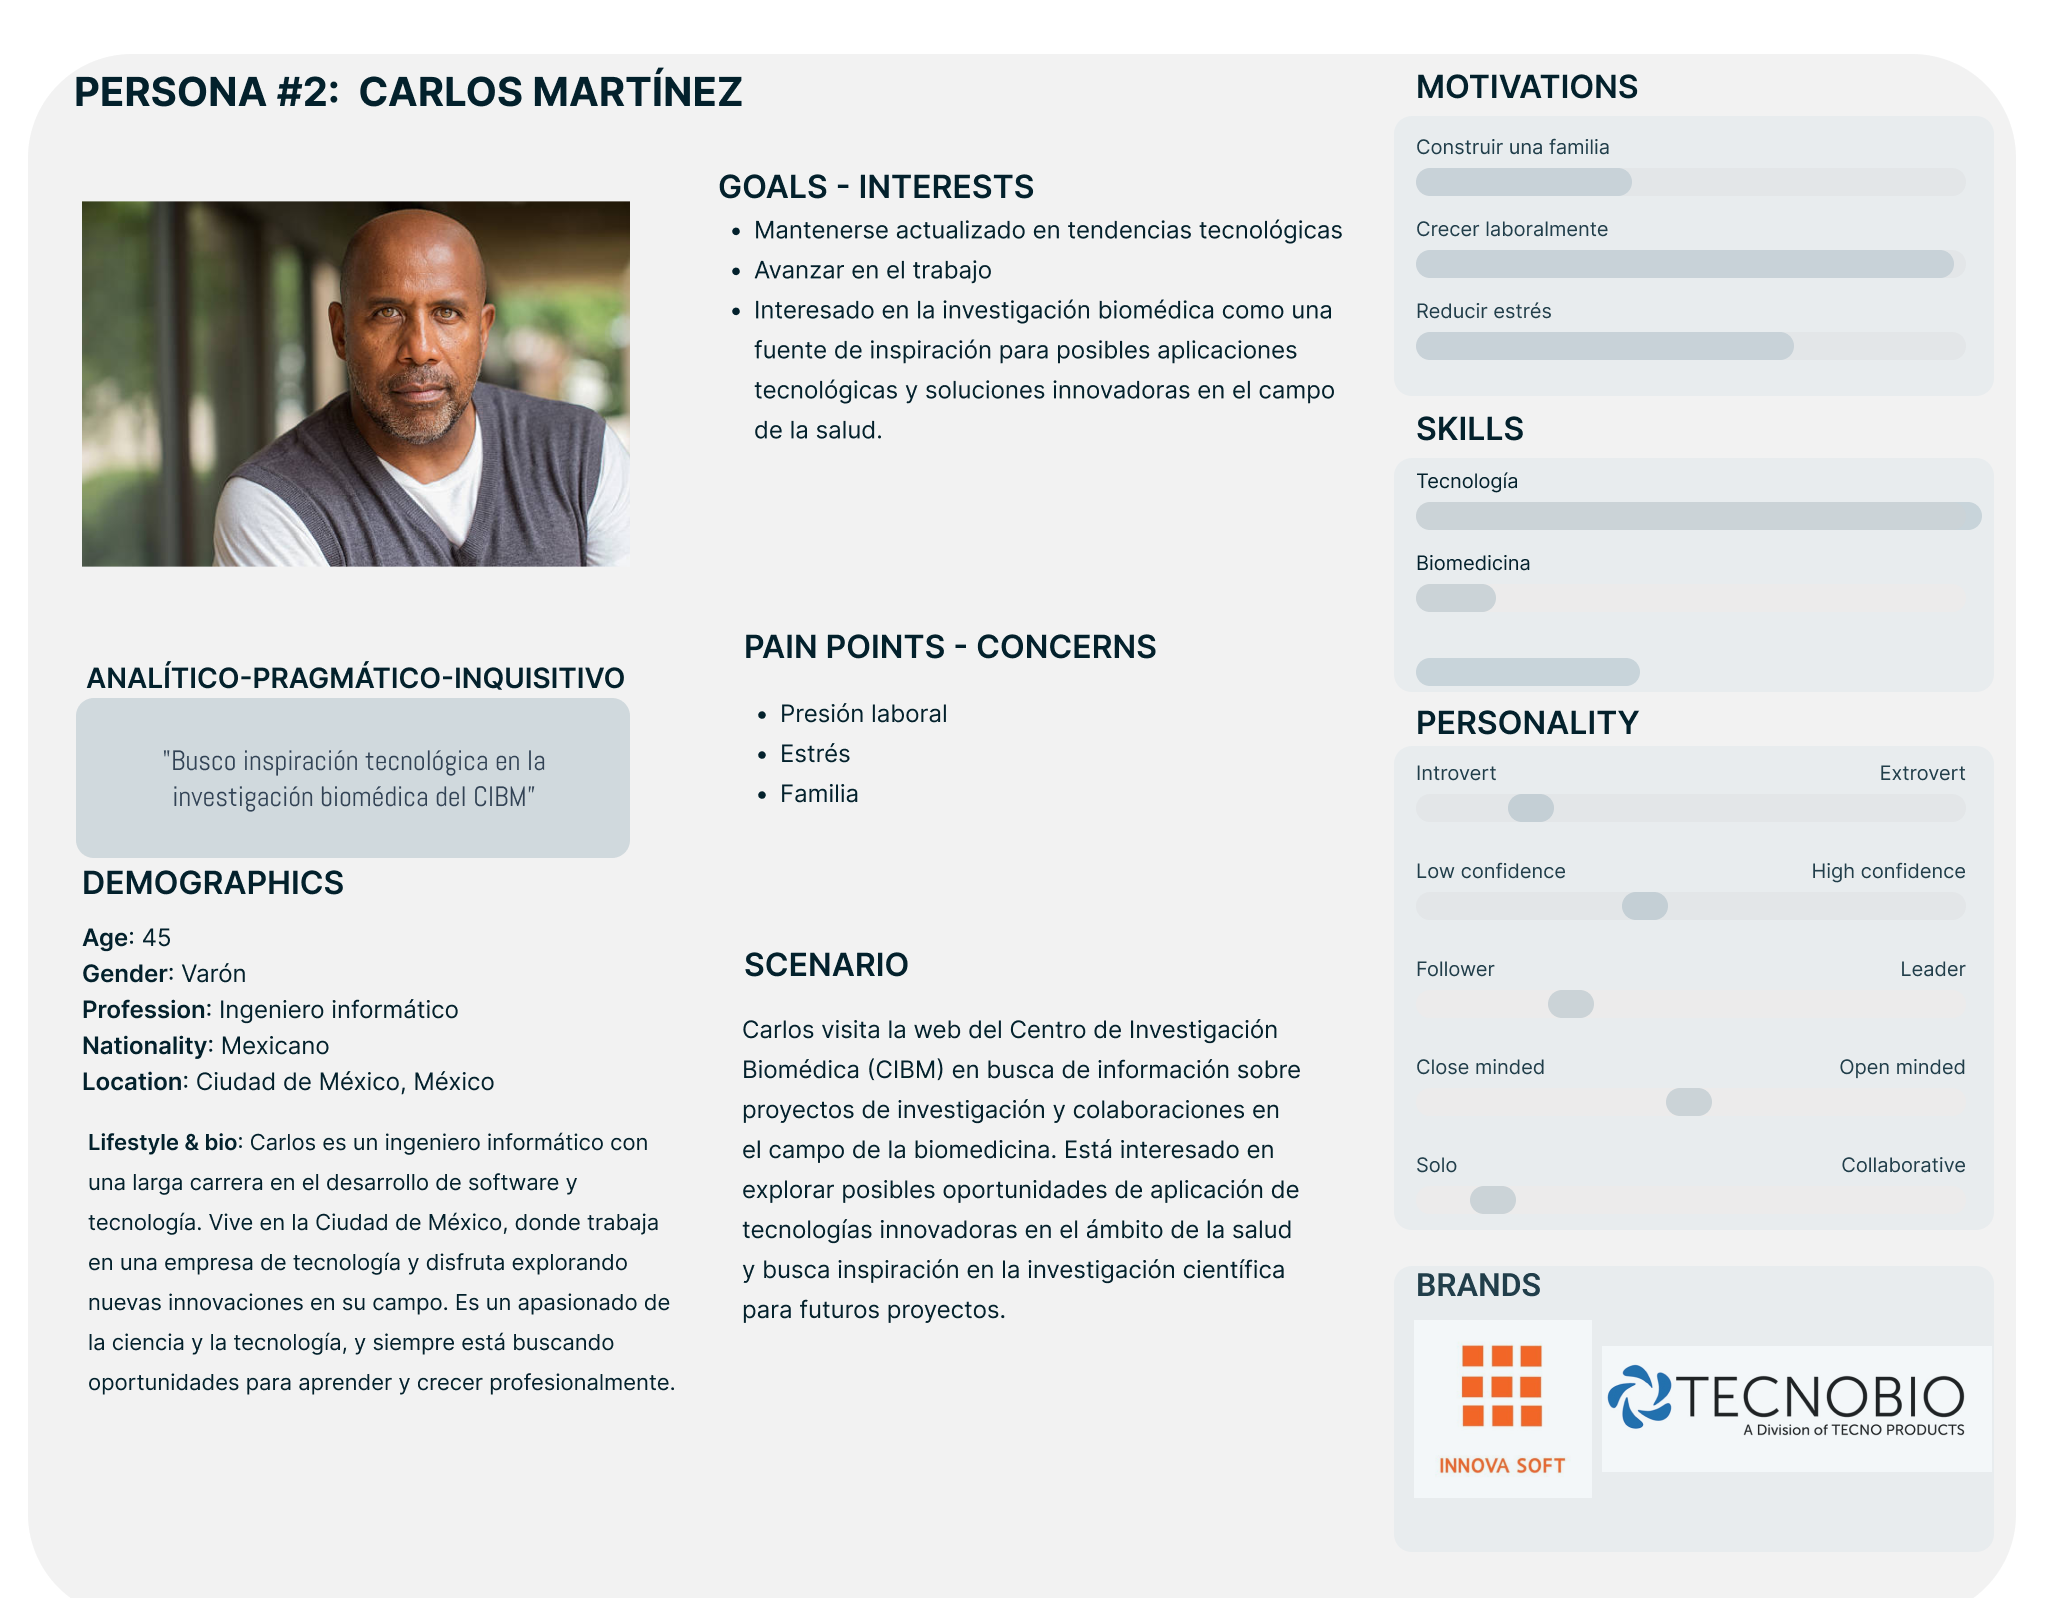 PERSONA #2: CARLOS MARTÍNEZ
ANALÍTICO-PRAGMÁTICO-INQUISITIVO
"Busco inspiración tecnológica en la
investigación biomédica del CIBM"
DEMOGRAPHICS
Age: 45
Gender: Varón
Profession: Ingeniero informático
Nationality: Mexicano
Location: Ciudad de México, México
Lifestyle & bio: Carlos es un ingeniero informático con
una larga carrera en el desarrollo de software y
tecnología. Vive en la Ciudad de México, donde trabaja
en una empresa de tecnología y disfruta explorando
nuevas innovaciones en su campo. Es un apasionado de
la ciencia y la tecnología, y siempre está buscando
oportunidades para aprender y crecer profesionalmente.
GOALS - INTERESTS
• Mantenerse actualizado en tendencias tecnológicas
• Avanzar en el trabajo
• Interesado en la investigación biomédica como una
fuente de inspiración para posibles aplicaciones
tecnológicas y soluciones innovadoras en el campo
de la salud.
PAIN POINTS - CONCERNS
• Presión laboral
• Estrés
• Familia
SCENARIO
Carlos visita la web del Centro de Investigación
Biomédica (CIBM) en busca de información sobre
proyectos de investigación y colaboraciones en
el campo de la biomedicina. Está interesado en
explorar posibles oportunidades de aplicación de
tecnologías innovadoras en el ámbito de la salud
y busca inspiración en la investigación científica
para futuros proyectos.
MOTIVATIONS
Construir una familia
Crecer laboralmente
Reducir estrés
SKILLS
Tecnología
Biomedicina
PERSONALITY
Introvert Extrovert
Low confidence High confidence
Follower Leader
Close minded Open minded
Solo Collaborative
BRANDS
INNOVA SOFT
TECNOBIO
A Division of TECNO PRODUCTS